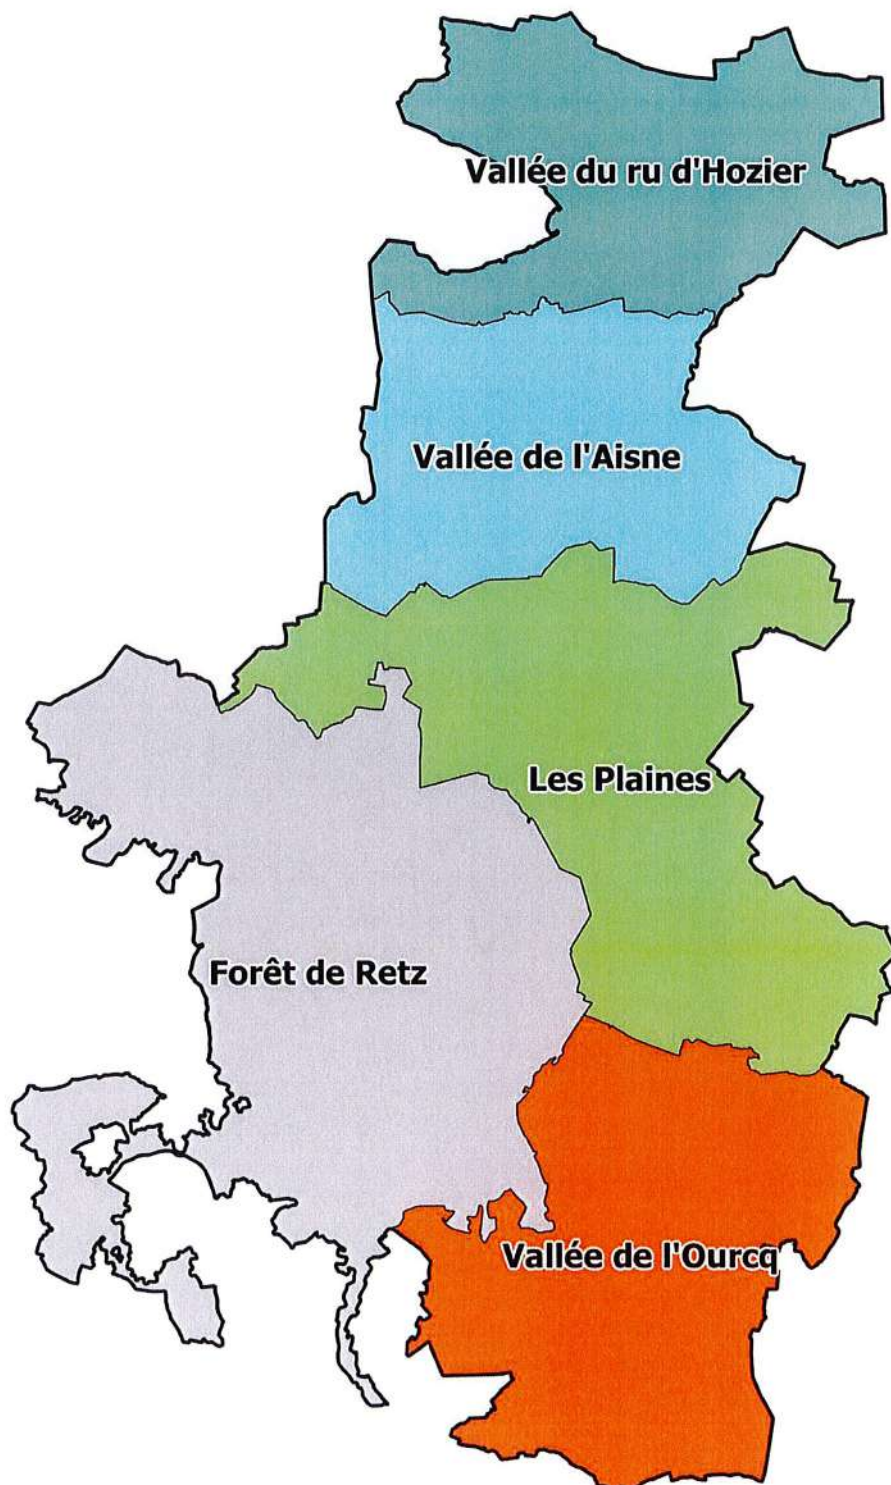 Vallée du ru d'Hozier
Vallée de l'Aisne
Les Plaines
Forêt de Retz
Vallée de l'Ourcq